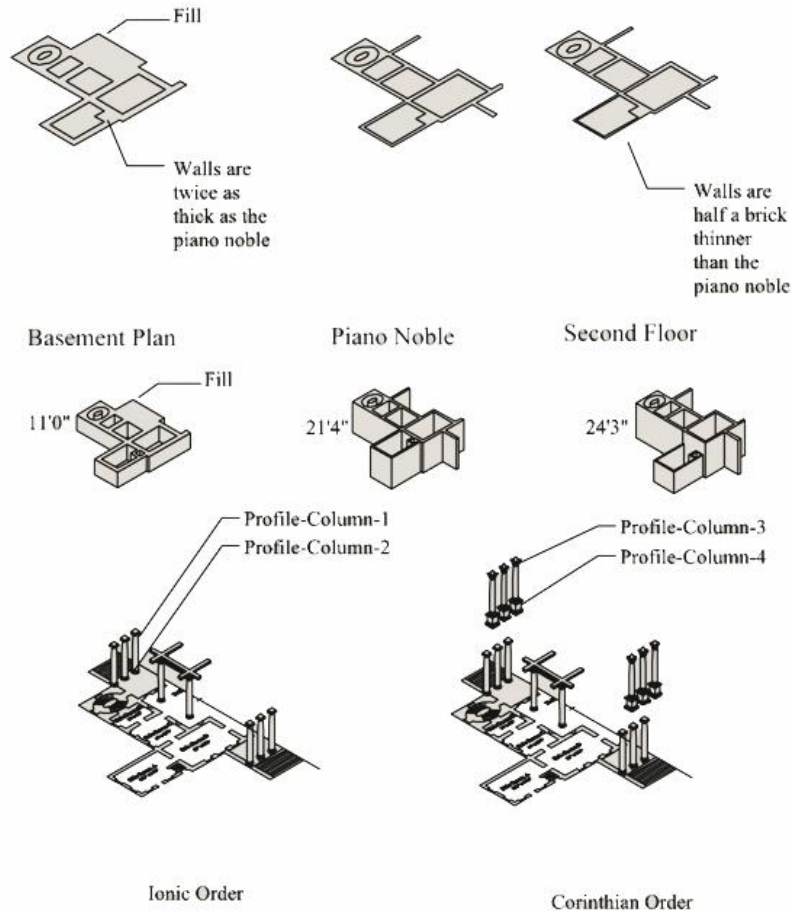 Fill
Walls are
twice as
thick as the
piano noble
Walls are
half a brick
thinner
than the
piano noble
Basement Plan
Piano Noble
Second Floor
Fill
11'0"
21'4"
24'3"
Profile-Column-1
Profile-Column-2
Profile-Column-3
Profile-Column-4
Ionic Order
Corinthian Order